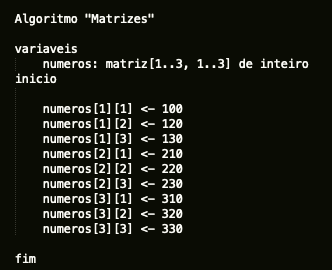 Algoritmo "Matrizes"
variaveis
numeros: matriz[1..3, 1..3] de inteiro
inicio
numeros[1][1] <- 100
numeros[1][2] <- 120
numeros[1][3] <- 130
numeros[2][1] <- 210
numeros[2][2] <- 220
numeros[2][3] <- 230
numeros[3][1] <- 310
numeros[3][2] <- 320
numeros[3][3] <- 330
fim